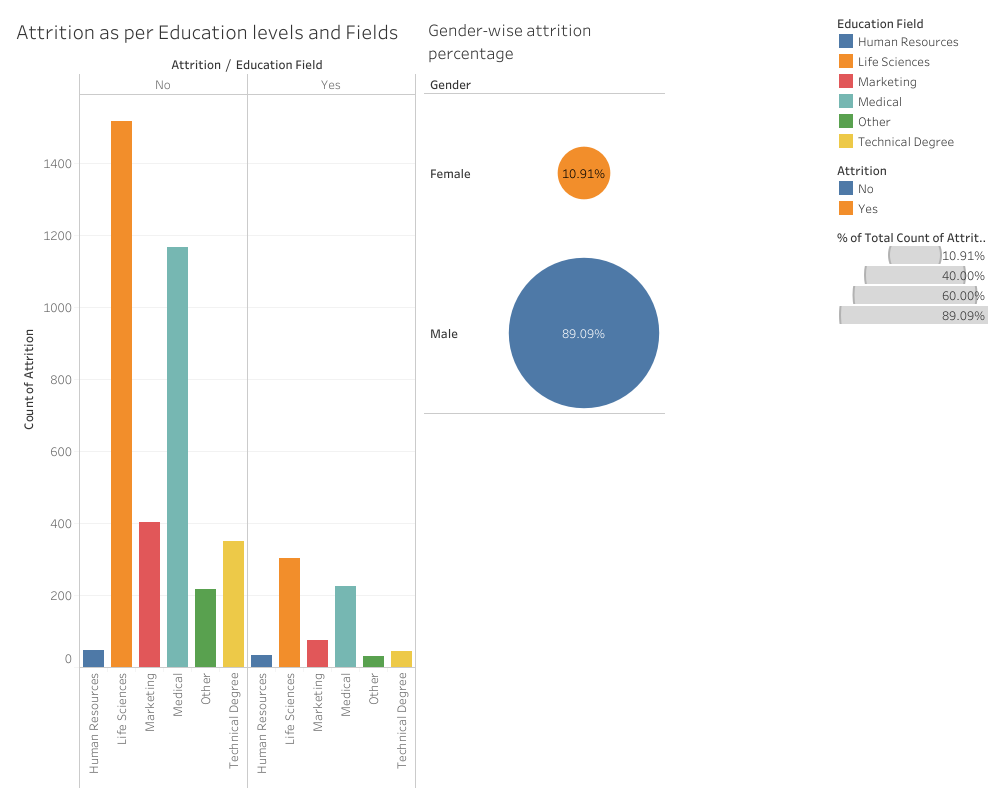 Attrition as per Education levels and Fields
Attrition / Education Field
No
Yes
Count of Attrition
1400
1200
1000
800
600
400
200
0
Human Resources
Life Sciences
Marketing
Medical
Other
Technical Degree
Human Resources
Life Sciences
Marketing
Medical
Other
Technical Degree
Gender-wise attrition
percentage
Gender
Female
10.91%
Male
89.09%
Education Field
Human Resources
Life Sciences
Marketing
Medical
Other
Technical Degree
Attrition
No
Yes
% of Total Count of Attrit..
10.91%
40.00%
60.00%
89.09%